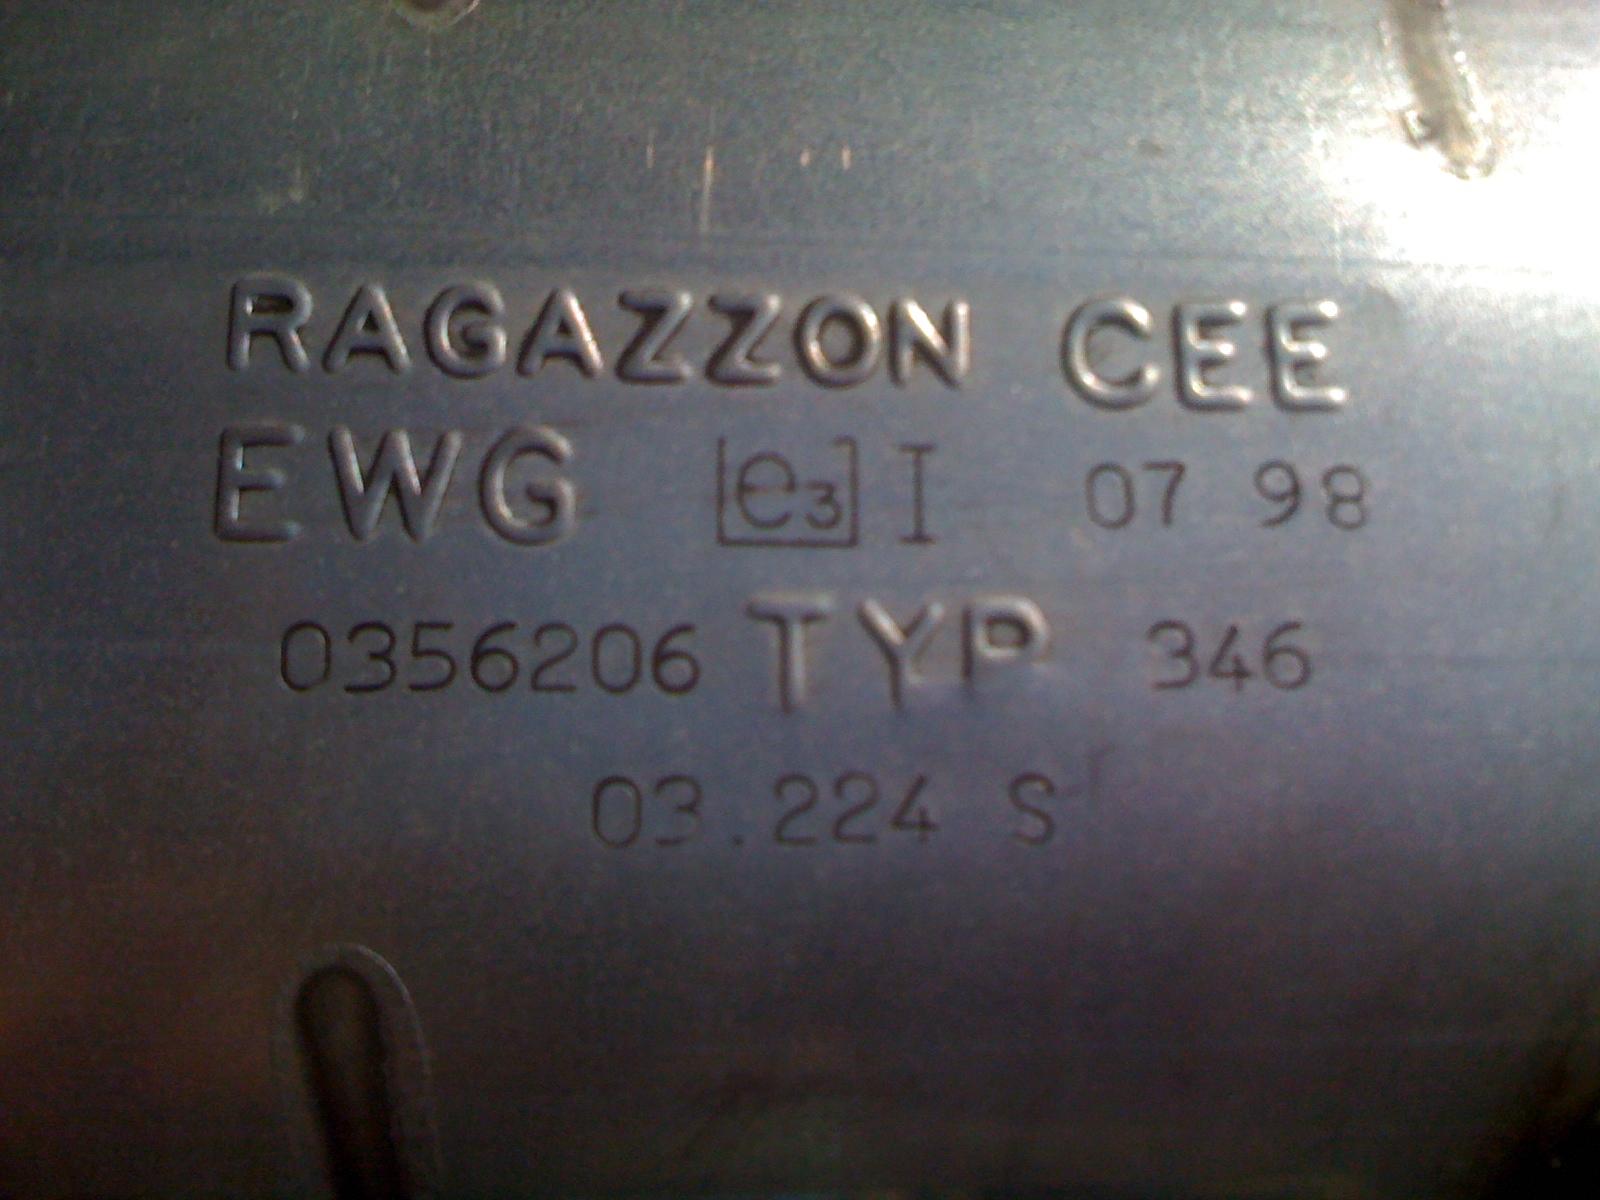 RAGAZZON CEE
EWG e3 I 07 98
0356206 TYP 346
03.224 S